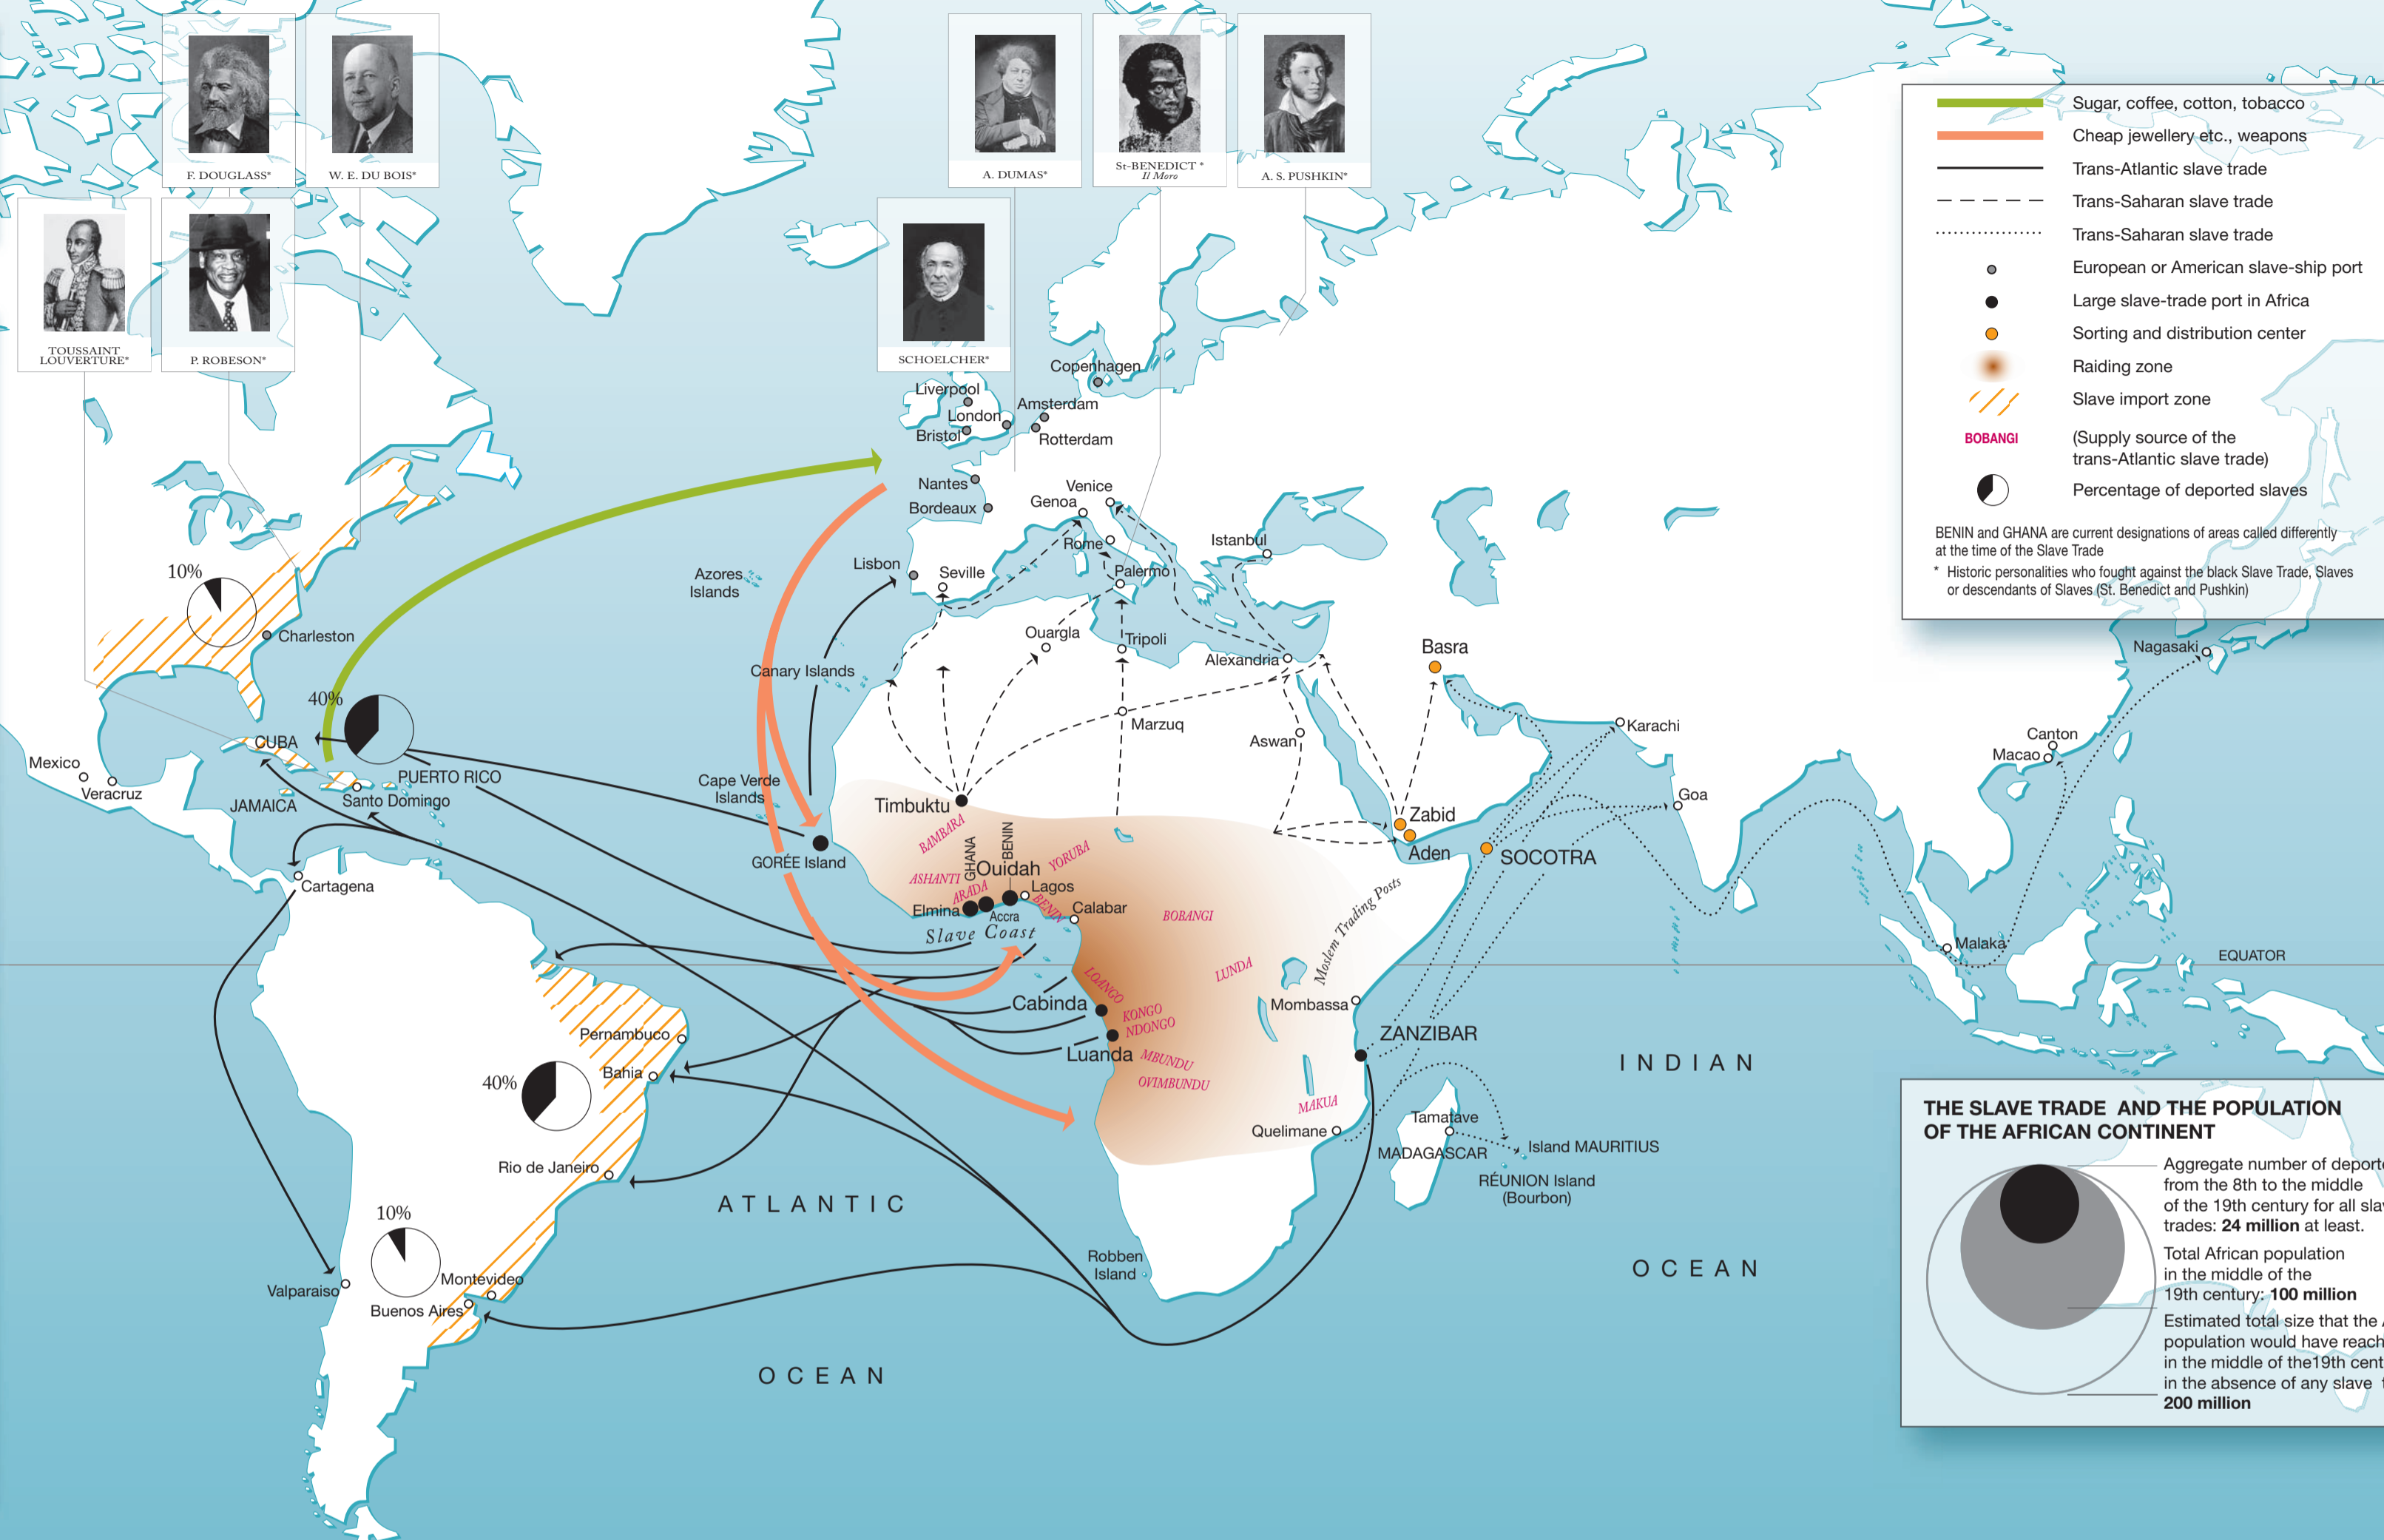 F. DOUGLASS*
W. E. DU BOIS*
A. DUMAS*
St-BENEDICT *
Il Moro
A. S. PUSHKIN*
TOUSSAINT
LOUVERTURE*
P. ROBESON*
SCHOELCHER*
Sugar, coffee, cotton, tobacco
Cheap jewellery etc., weapons
Trans-Atlantic slave trade
Trans-Saharan slave trade
Trans-Saharan slave trade
European or American slave-ship port
Large slave-trade port in Africa
Sorting and distribution center
Raiding zone
Slave import zone
BOBANGI
(Supply source of the
trans-Atlantic slave trade)
Percentage of deported slaves
BENIN and GHANA are current designations of areas called differently
at the time of the Slave Trade
* Historic personalities who fought against the black Slave Trade, Slaves
or descendants of Slaves (St. Benedict and Pushkin)
Copenhagen
Liverpool
Amsterdam
London
Bristol
Rotterdam
Nantes
Venice
Genoa
Bordeaux
Rome
Istanbul
Lisbon
Seville
Palermo
Azores
Islands
10%
Charleston
Ouargla
Tripoli
Alexandria
Basra
Nagasaki
Canary Islands
40%
Marzuq
Aswan
Karachi
Canton
Macao
CUBA
Mexico
Veracruz
PUERTO RICO
JAMAICA
Santo Domingo
Cape Verde
Islands
Timbuktu
Zabid
Goa
BAMBARA
GHANA
BENIN
YORUBA
GORÉE Island
Aden
SOCOTRA
Cartagena
ASHANTI
ARADA
Ouidah
Lagos
BENIN
Elmina
Accra
Calabar
BOBANGI
Slave Coast
Moslem Trading Posts
Malaka
EQUATOR
LOANGO
LUNDA
Cabinda
KONGO
NDONGO
Mombassa
Pernambuco
Luanda
MBUNDU
OVIMBUNDU
ZANZIBAR
INDIAN
Bahia
40%
MAKUA
Quelimane
Tamatave
MADAGASCAR
Island MAURITIUS
RÉUNION Island
(Bourbon)
Rio de Janeiro
ATLANTIC
10%
Robben
Island
OCEAN
Valparaiso
Montevideo
Buenos Aires
OCEAN
THE SLAVE TRADE AND THE POPULATION
OF THE AFRICAN CONTINENT
Aggregate number of deport
from the 8th to the middle
of the 19th century for all sla
trades: 24 million at least.
Total African population
in the middle of the
19th century: 100 million
Estimated total size that the
population would have reach
in the middle of the19th cent
in the absence of any slave
200 million